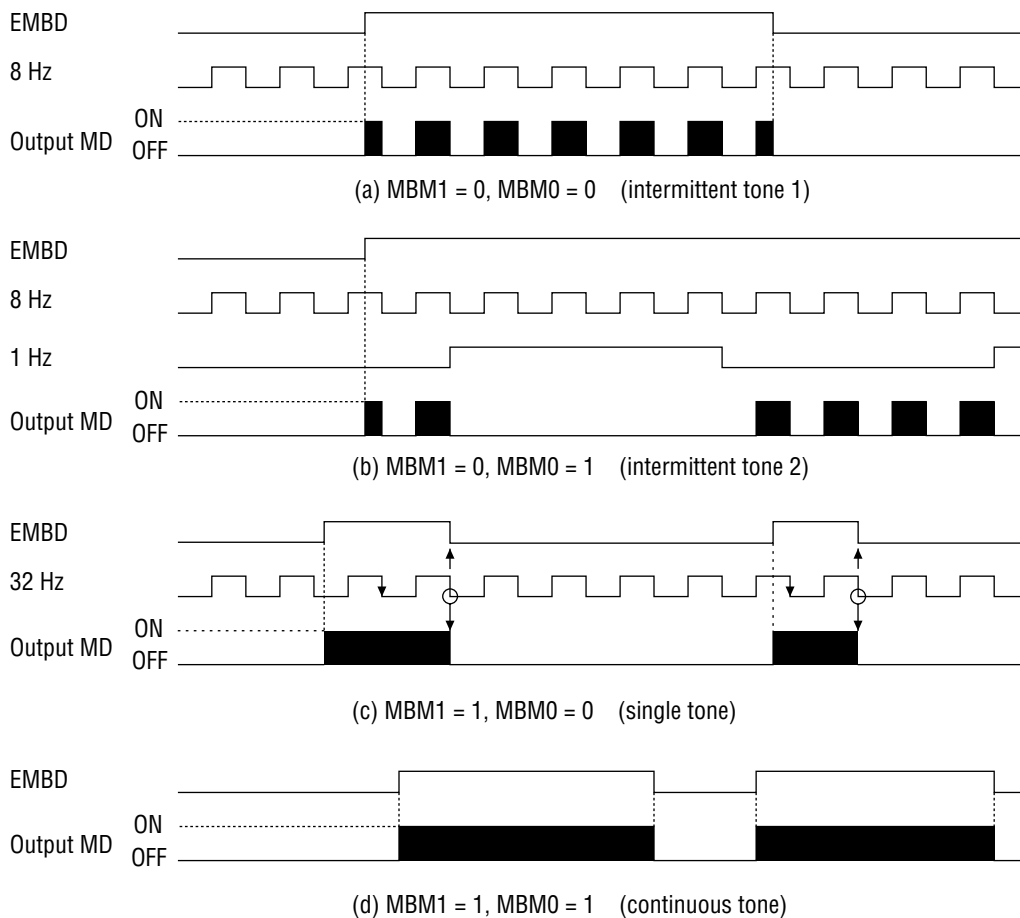 EMBD
8 Hz
ON
Output MD
OFF
(a) MBM1 = 0, MBM0 = 0 (intermittent tone 1)
EMBD
8 Hz
1 Hz
ON
Output MD
OFF
(b) MBM1 = 0, MBM0 = 1 (intermittent tone 2)
EMBD
32 Hz
ON
Output MD
OFF
(c) MBM1 = 1, MBM0 = 0 (single tone)
EMBD
ON
Output MD
OFF
(d) MBM1 = 1, MBM0 = 1 (continuous tone)